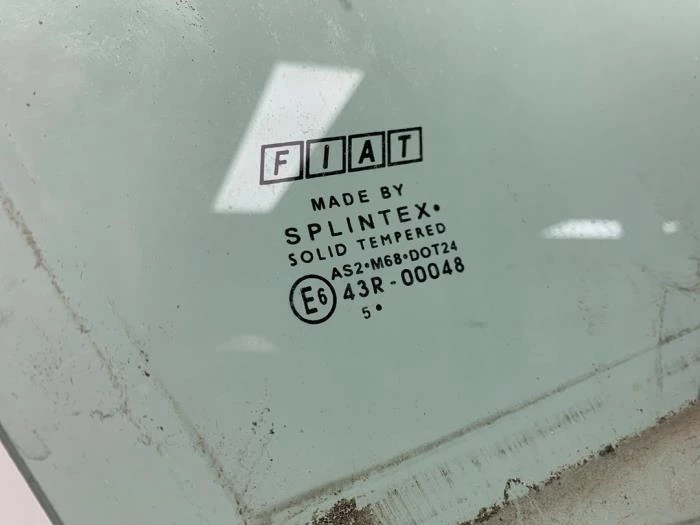 FIAT
MADE BY
SPLINTEX•
SOLID TEMPERED
AS2•M68•DOT24
E6 43R-00048
5•